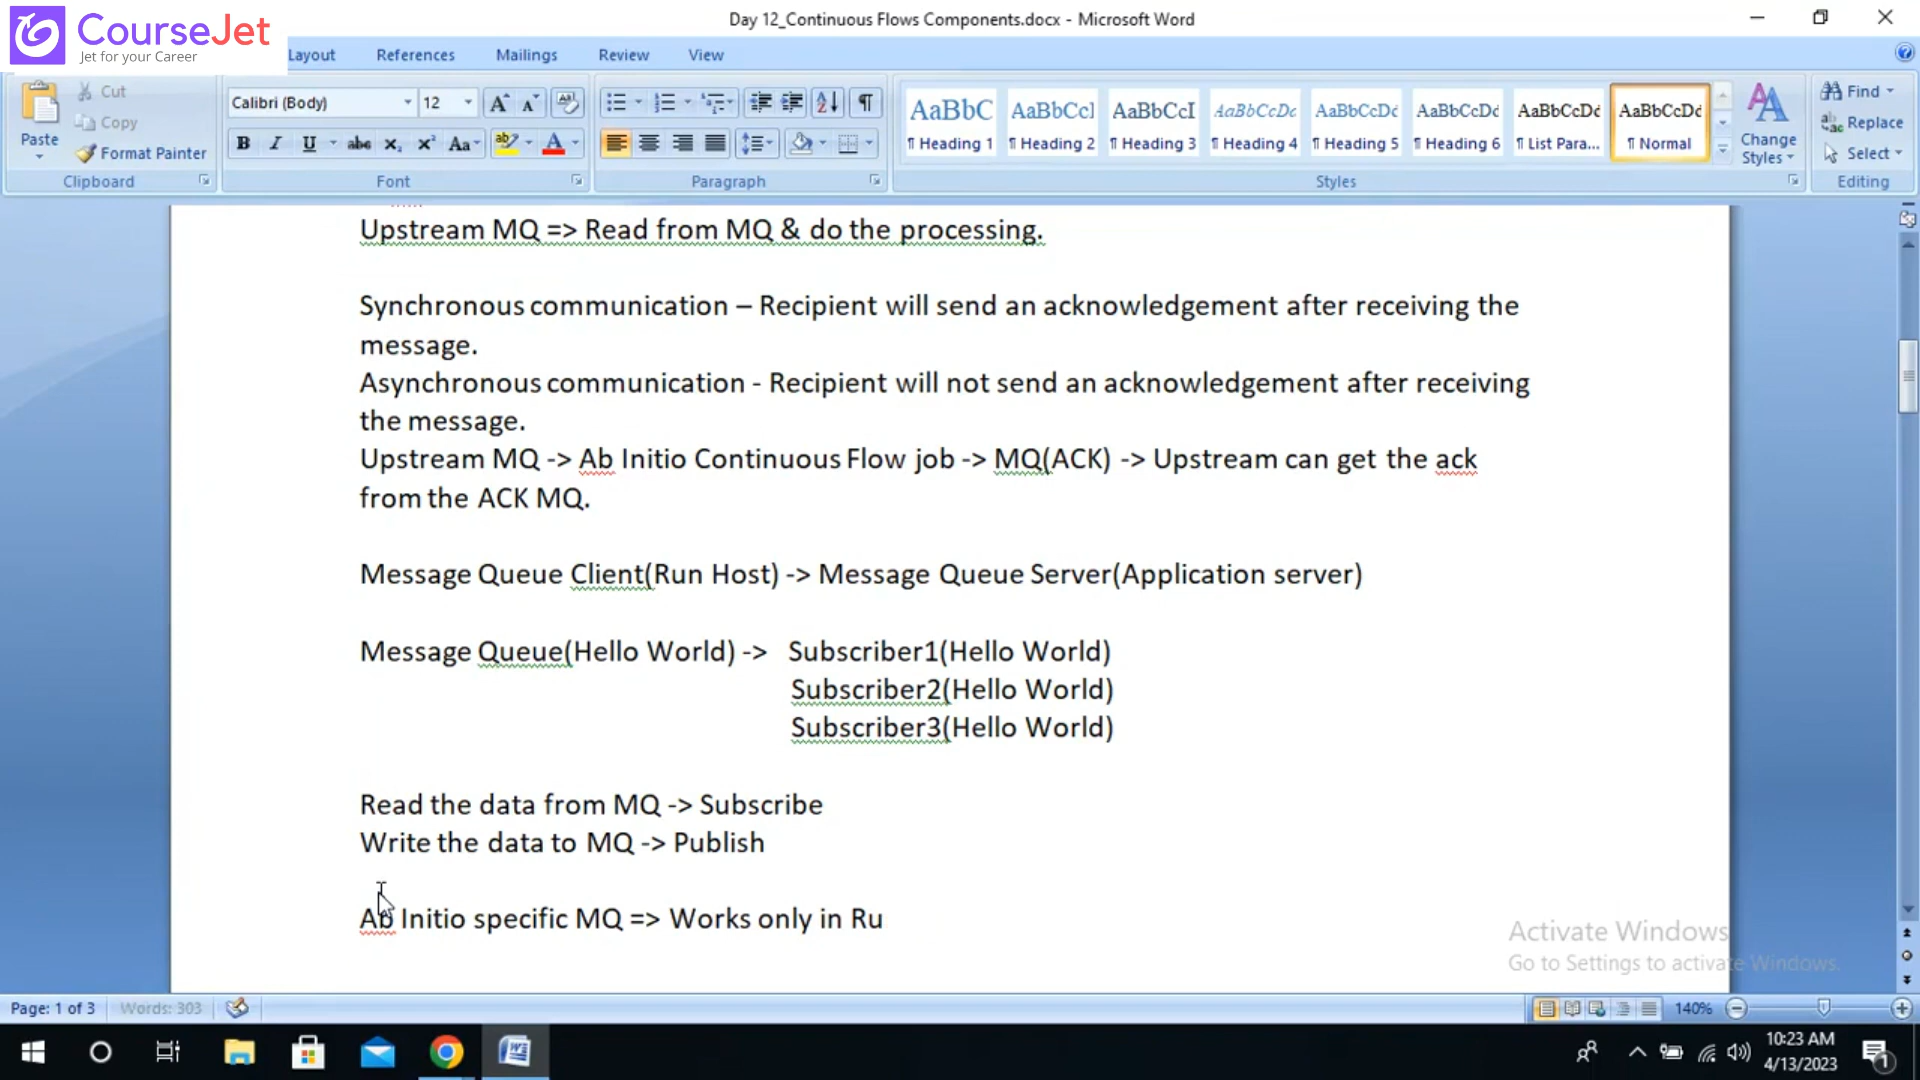 CourseJet
Jet for your Career
Day 12_Continuous Flows Components.docx - Microsoft Word
Layout References Mailings Review View
Paste
Cut
Copy
Format Painter
Clipboard
Calibri (Body) 12
Font
Paragraph
AaBbC AaBbCcI AaBbCcI AaBbCcDc AaBbCcDc AaBbCcDc AaBbCcDc AaBbCcDc
¶ Heading 1 ¶ Heading 2 ¶ Heading 3 ¶ Heading 4 ¶ Heading 5 ¶ Heading 6 ¶ List Para... ¶ Normal
Change
Styles
Styles
Find
Replace
Select
Editing
Upstream MQ => Read from MQ & do the processing.
Synchronous communication – Recipient will send an acknowledgement after receiving the
message.
Asynchronous communication - Recipient will not send an acknowledgement after receiving
the message.
Upstream MQ -> Ab Initio Continuous Flow job -> MQ(ACK) -> Upstream can get the ack
from the ACK MQ.
Message Queue Client(Run Host) -> Message Queue Server(Application server)
Message Queue(Hello World) -> Subscriber1(Hello World)
Subscriber2(Hello World)
Subscriber3(Hello World)
Read the data from MQ -> Subscribe
Write the data to MQ -> Publish
Ab Initio specific MQ => Works only in Ru
Activate Windows
Go to Settings to activate Windows.
Page: 1 of 3 Words: 303
140%
10:23 AM
4/13/2023
1